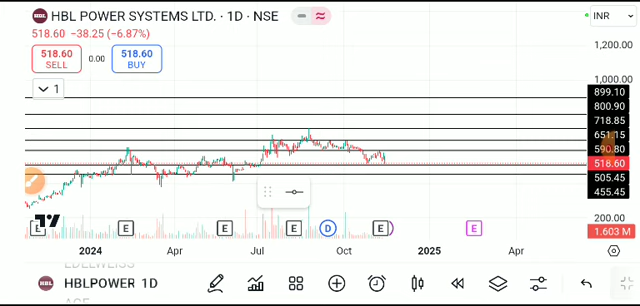 HBL POWER SYSTEMS LTD. · 1D · NSE
INR
518.60 −38.25 (−6.87%)
518.60 SELL
0.00
518.60 BUY
1
1,200.00
1,000.00
899.10
800.90
718.85
651.15
590.80
518.60
505.45
455.45
200.00
1.603 M
E E E E D E E
2024 Apr Jul Oct 2025 Apr
EDELWEISS
HBLPOWER 1D